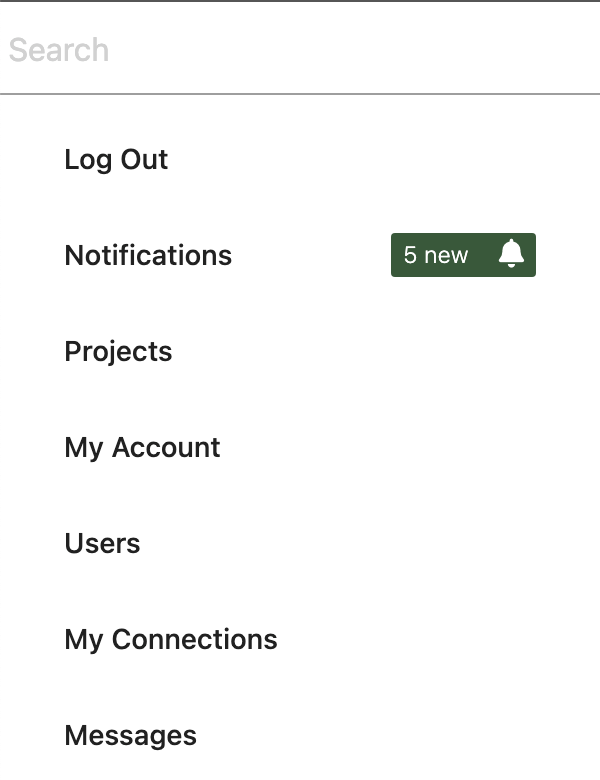 Search
Log Out
Notifications 5 new
Projects
My Account
Users
My Connections
Messages